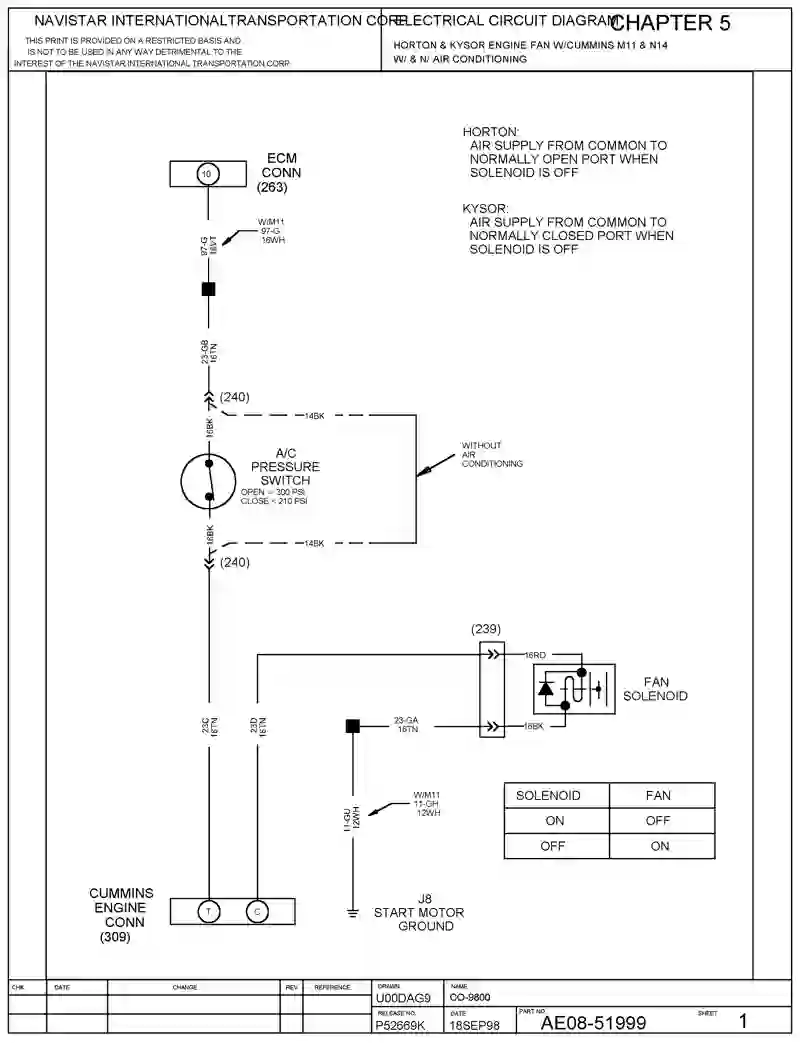 NAVISTAR INTERNATIONALTRANSPORTATION CORP.
ELECTRICAL CIRCUIT DIAGRAM
CHAPTER 5
THIS PRINT IS PROVIDED ON A RESTRICTED BASIS AND
IS NOT TO BE USED IN ANY WAY DETRIMENTAL TO THE
INTEREST OF THE NAVISTAR INTERNATIONAL TRANSPORTATION CORP
HORTON & KYSOR ENGINE FAN W/CUMMINS M11 & N14
W/ & N/ AIR CONDITIONING
HORTON:
AIR SUPPLY FROM COMMON TO
NORMALLY OPEN PORT WHEN
SOLENOID IS OFF
KYSOR:
AIR SUPPLY FROM COMMON TO
NORMALLY CLOSED PORT WHEN
SOLENOID IS OFF
10
ECM
CONN
(263)
W/M11
97-G
16WH
97-G
16VT
23-GB
16TN
(240)
16BK
14BK
A/C
PRESSURE
SWITCH
OPEN = 300 PSI
CLOSE < 210 PSI
WITHOUT
AIR
CONDITIONING
16BK
14BK
(240)
(239)
16RD
FAN
SOLENOID
16BK
23-GA
16TN
23C
16TN
23D
16TN
W/M11
11-GH
12WH
11-GU
12WH
SOLENOID FAN
ON OFF
OFF ON
CUMMINS
ENGINE
CONN
(309)
T
C
J8
START MOTOR
GROUND
CHK DATE CHANGE REV REFERENCE
DRAWN
U00DAG9
NAME
CO-9800
RELEASE NO.
P52669K
DATE
18SEP98
PART NO.
AE08-51999
SHEET
1